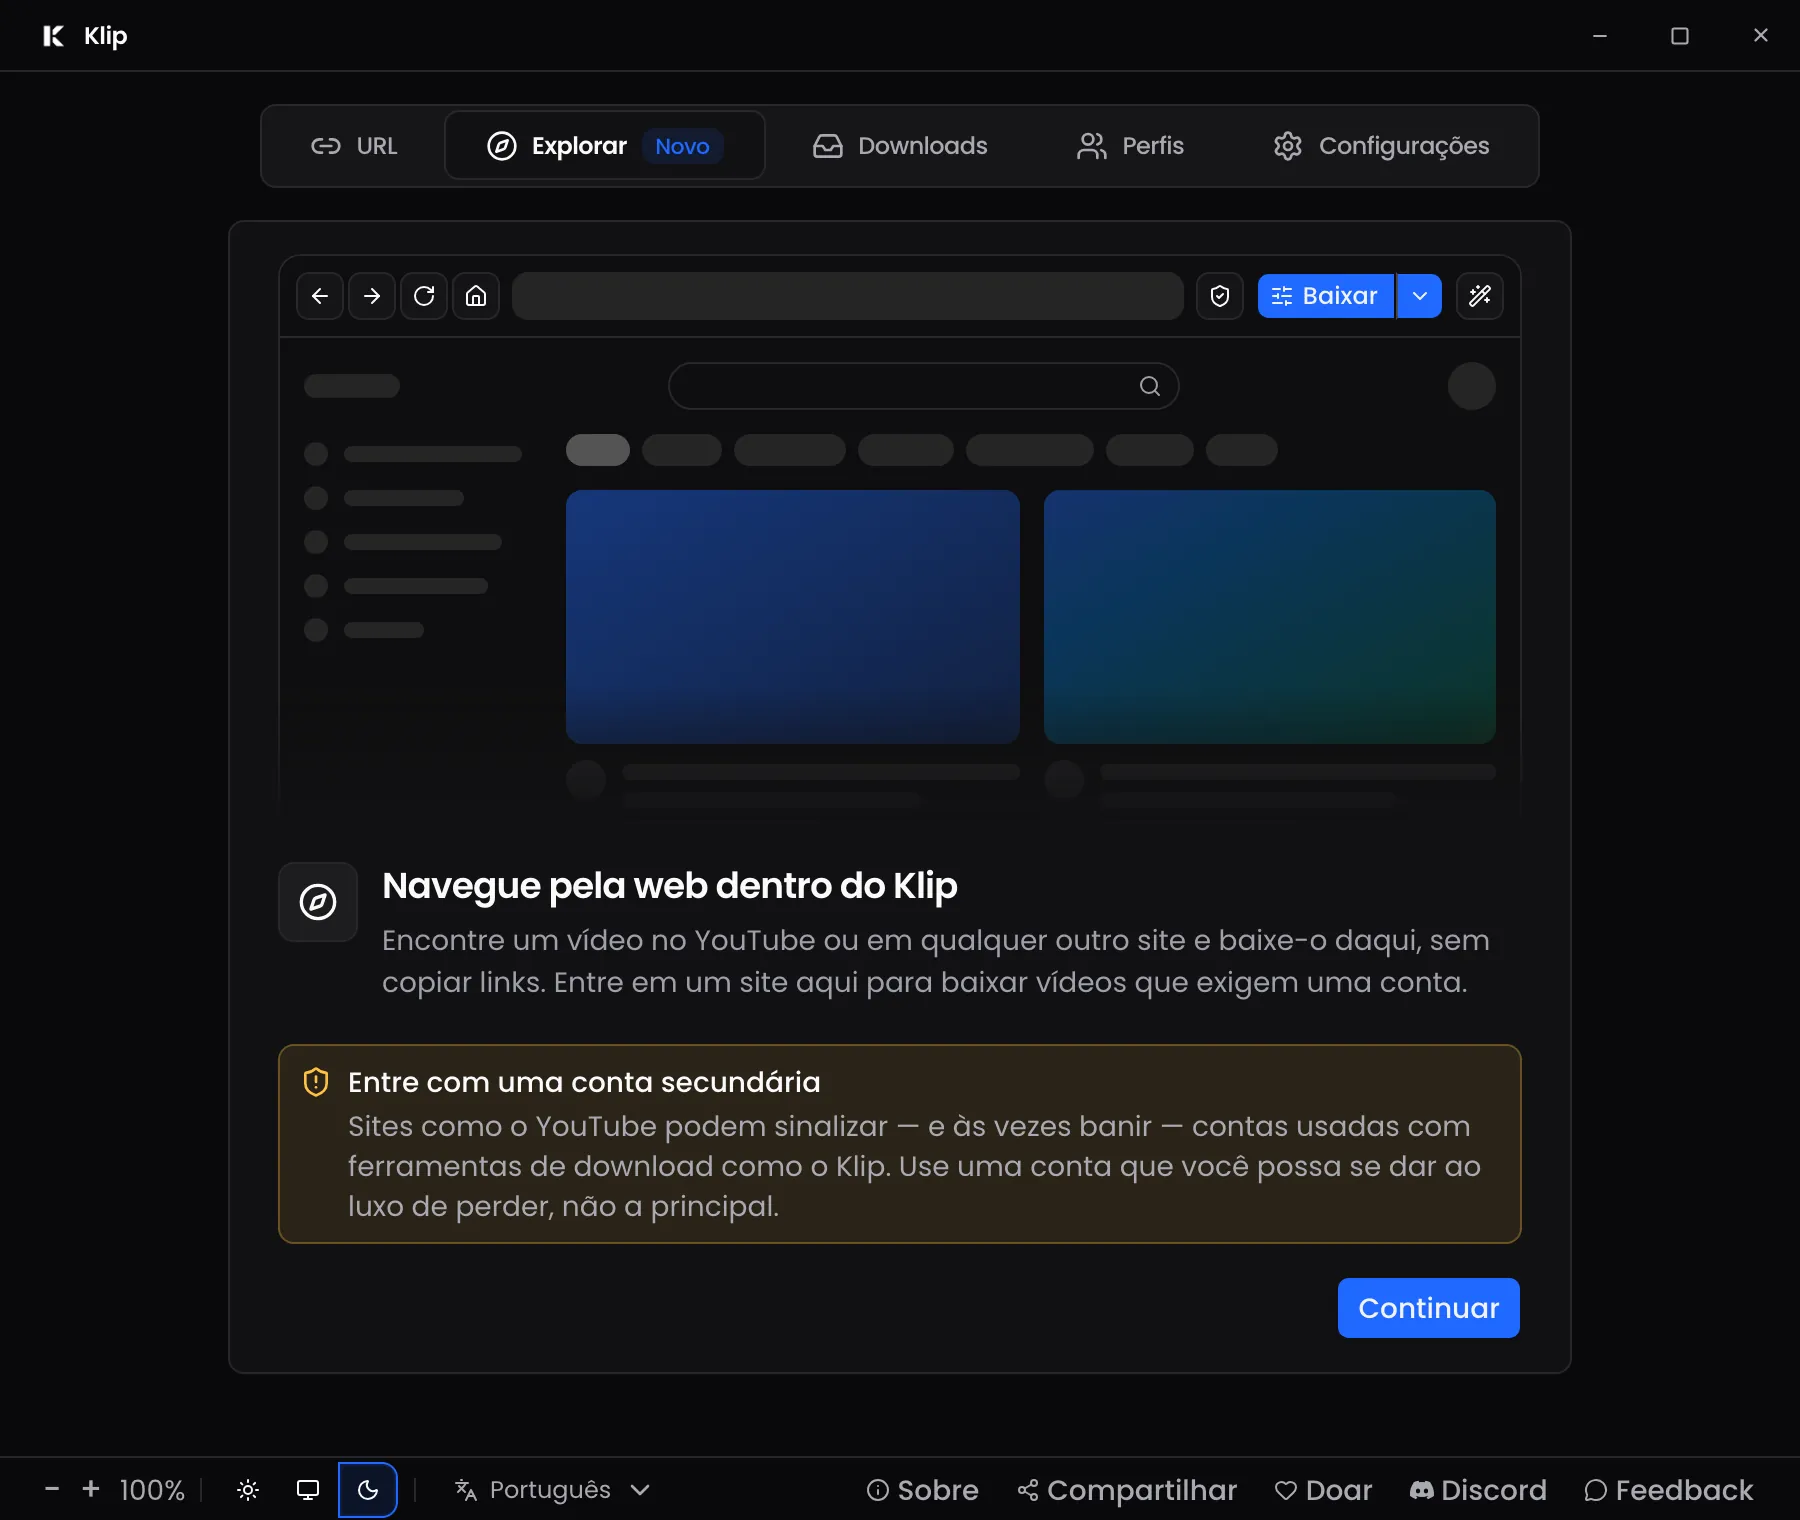 Klip
URL
Explorar
Novo
Downloads
Perfis
Configurações
Baixar
Navegue pela web dentro do Klip
Encontre um vídeo no YouTube ou em qualquer outro site e baixe-o daqui, sem
copiar links. Entre em um site aqui para baixar vídeos que exigem uma conta.
Entre com uma conta secundária
Sites como o YouTube podem sinalizar — e às vezes banir — contas usadas com
ferramentas de download como o Klip. Use uma conta que você possa se dar ao
luxo de perder, não a principal.
Continuar
100%
Português
Sobre
Compartilhar
Doar
Discord
Feedback